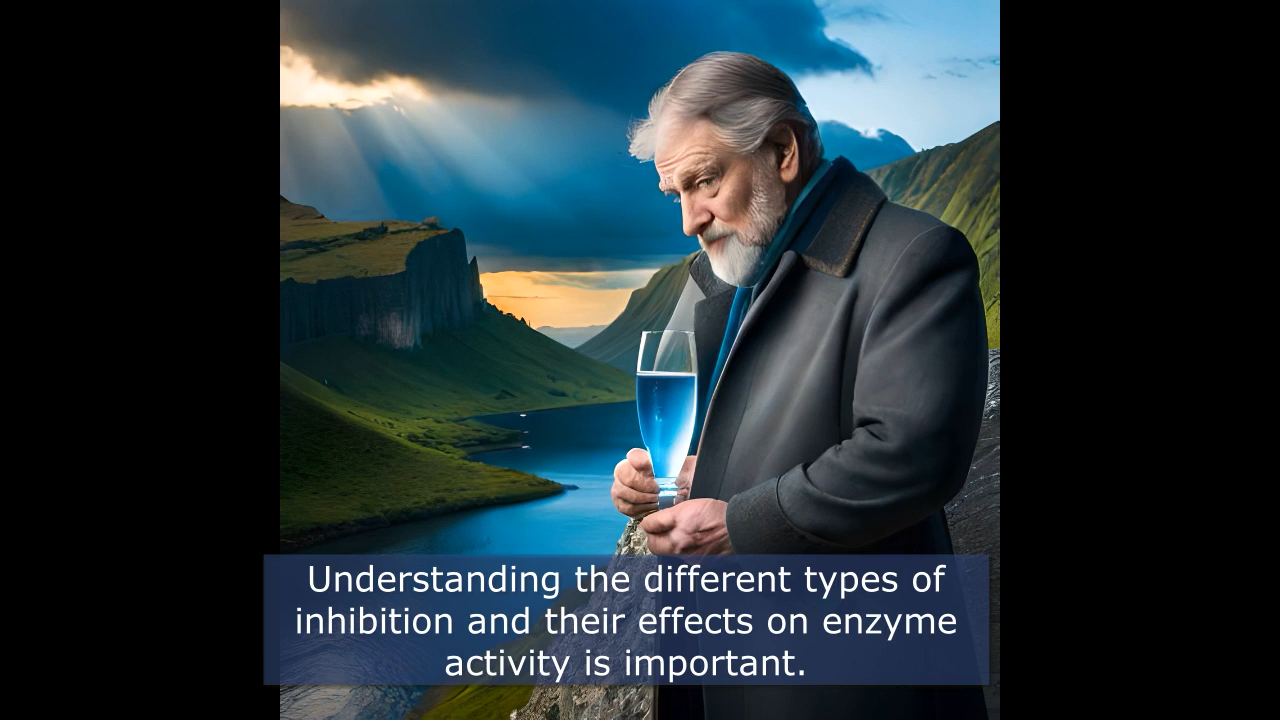 Understanding the different types of
inhibition and their effects on enzyme
activity is important.